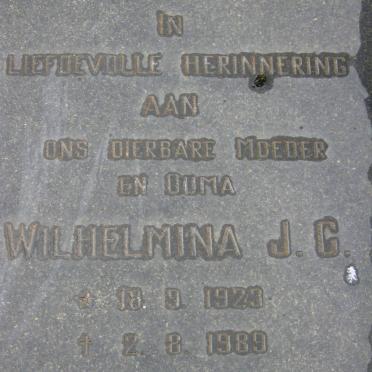 IN
LIEFDEVOLLE HERINNERING
AAN
ONS DIERBARE MOEDER
EN OUMA
WILHELMINA J. C.
* 18. 9. 1923
† 2. 8. 1989